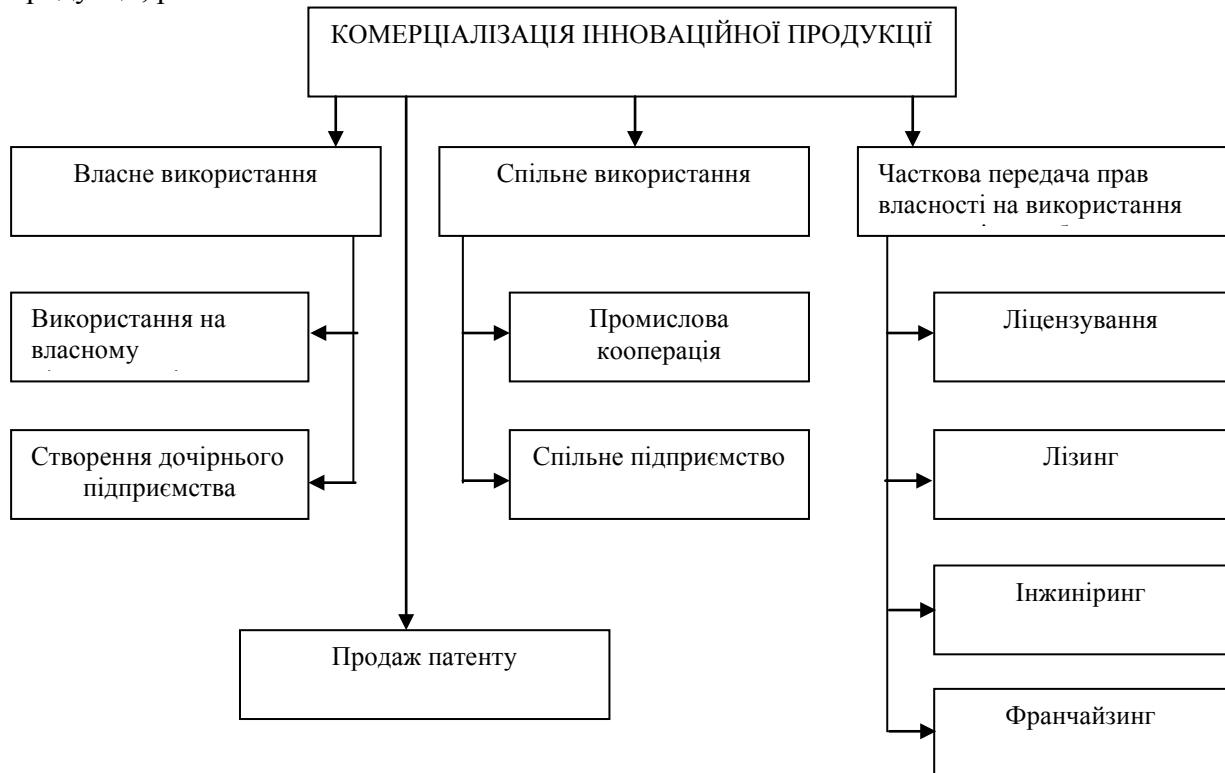 КОМЕРЦІАЛІЗАЦІЯ ІННОВАЦІЙНОЇ ПРОДУКЦІЇ
Власне використання
Спільне використання
Часткова передача прав
власності на використання
Використання на
власному
Промислова
кооперація
Ліцензування
Створення дочірнього
підприємства
Спільне підприємство
Лізинг
Інжиніринг
Продаж патенту
Франчайзинг